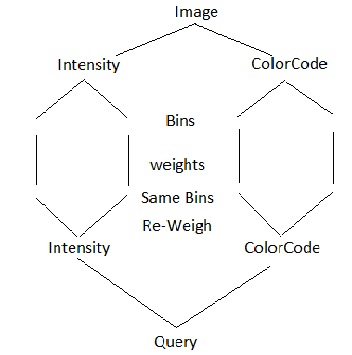 Image
Intensity
ColorCode
Bins
weights
Same Bins
Re-Weigh
Intensity
ColorCode
Query